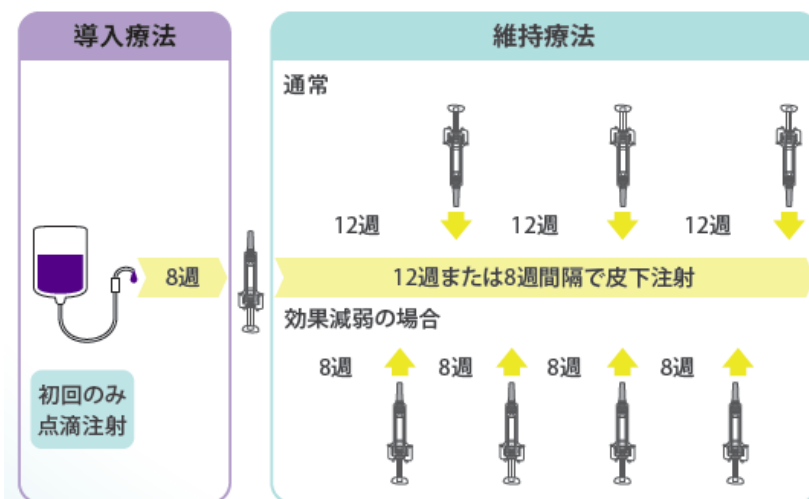 導入療法
維持療法
通常
12週
12週
12週
8週
12週または8週間隔で皮下注射
効果減弱の場合
8週
8週
8週
8週
初回のみ
点滴注射